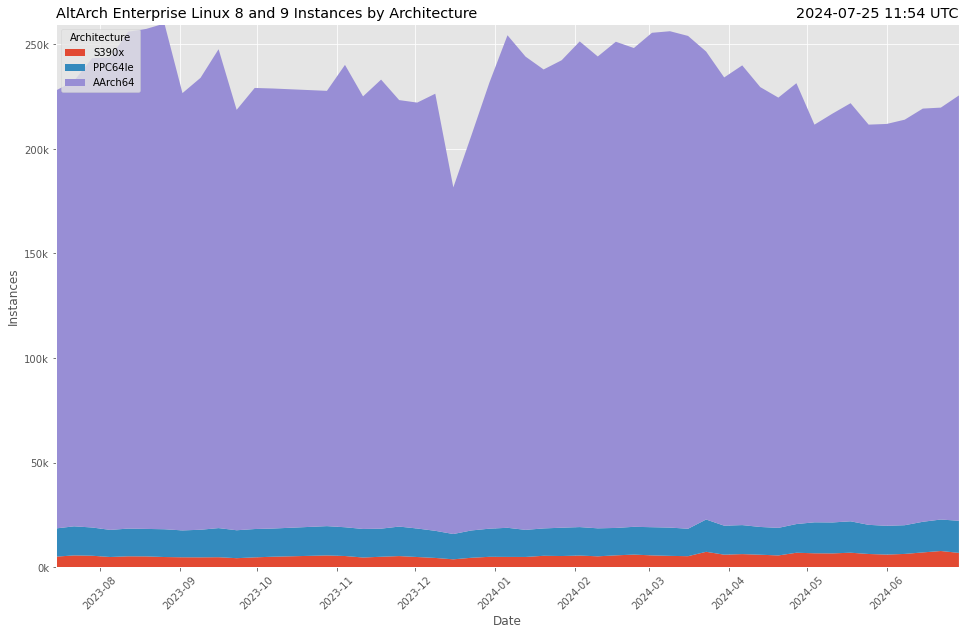 AltArch Enterprise Linux 8 and 9 Instances by Architecture
2024-07-25 11:54 UTC
Architecture
S390x
PPC64le
AArch64
250k
200k
150k
100k
50k
0k
Instances
2023-08
2023-09
2023-10
2023-11
2023-12
2024-01
2024-02
2024-03
2024-04
2024-05
2024-06
Date